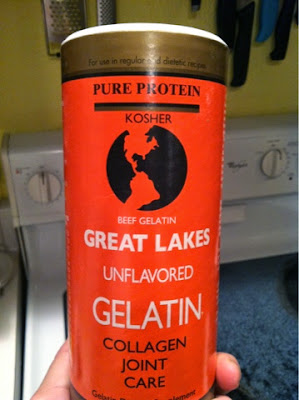 For use in regular and dietetic recipes
PURE PROTEIN
KOSHER
BEEF GELATIN
GREAT LAKES
UNFLAVORED
GELATIN
COLLAGEN
JOINT
CARE
Whirlpool